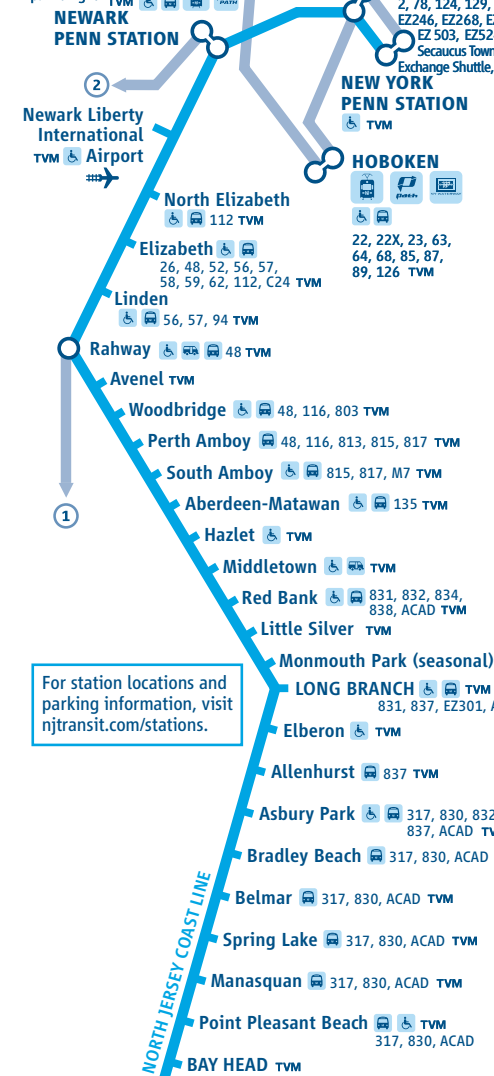 TVM
PATH
NEWARK
PENN STATION
2, 78, 124, 129,
EZ246, EZ268,
EZ 503,
Secaucus Town
Exchange Shuttle,
2
NEW YORK
PENN STATION
TVM
Newark Liberty
International
TVM Airport
HOBOKEN
path
22, 22X, 23, 63,
64, 68, 85, 87,
89, 126 TVM
North Elizabeth
112 TVM
Elizabeth
26, 48, 52, 56, 57,
58, 59, 62, 112, C24 TVM
Linden
56, 57, 94 TVM
Rahway 48 TVM
Avenel TVM
Woodbridge 48, 116, 803 TVM
Perth Amboy 48, 116, 813, 815, 817 TVM
South Amboy 815, 817, M7 TVM
1
Aberdeen-Matawan 135 TVM
Hazlet TVM
Middletown TVM
Red Bank 831, 832, 834,
838, ACAD TVM
Little Silver TVM
Monmouth Park (seasonal)
For station locations and
parking information, visit
njtransit.com/stations.
LONG BRANCH TVM
831, 837, EZ301,
Elberon TVM
Allenhurst 837 TVM
Asbury Park 317, 830, 832
837, ACAD
Bradley Beach 317, 830, ACAD
Belmar 317, 830, ACAD TVM
Spring Lake 317, 830, ACAD TVM
Manasquan 317, 830, ACAD TVM
Point Pleasant Beach TVM
317, 830, ACAD
BAY HEAD TVM
NORTH JERSEY COAST LINE